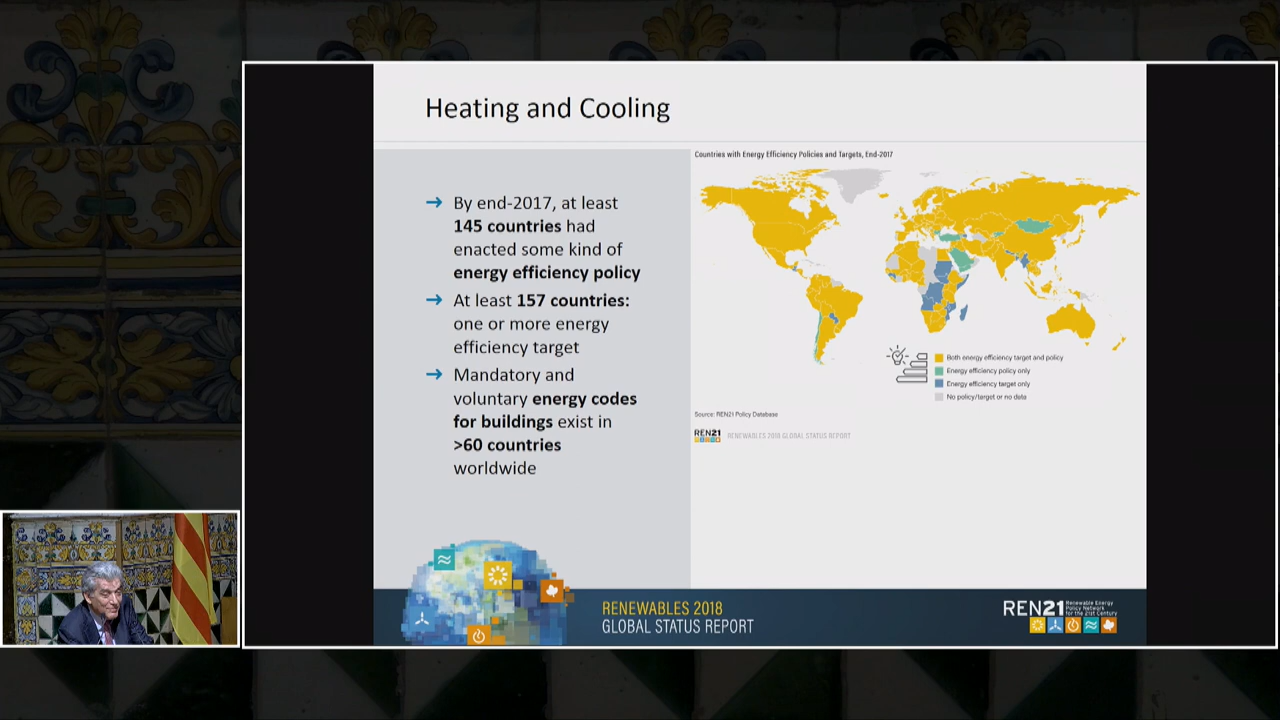 Heating and Cooling
By end-2017, at least
145 countries had
enacted some kind of
energy efficiency policy
At least 157 countries:
one or more energy
efficiency target
Mandatory and
voluntary energy codes
for buildings exist in
>60 countries
worldwide
Countries with Energy Efficiency Policies and Targets, End-2017
Both energy efficiency target and policy
Energy efficiency policy only
Energy efficiency target only
No policy/target or no data
Source: REN21 Policy Database
REN21 RENEWABLES 2018 GLOBAL STATUS REPORT
RENEWABLES 2018
GLOBAL STATUS REPORT
REN21
Renewable Energy
Policy Network
for the 21st Century